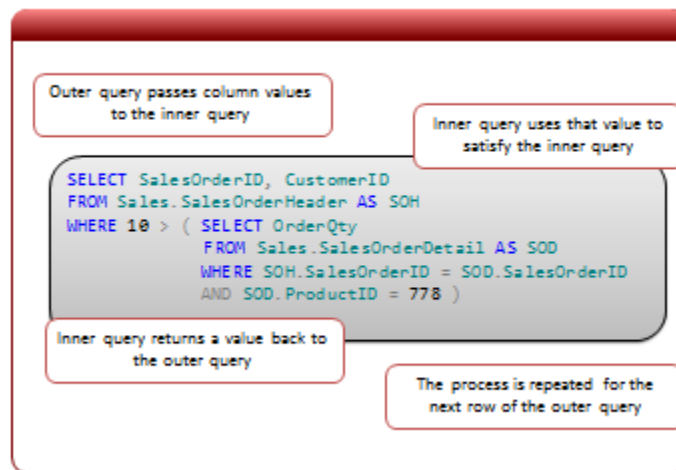 Outer query passes column values
to the inner query
Inner query uses that value to
satisfy the inner query
SELECT SalesOrderID, CustomerID
FROM Sales.SalesOrderHeader AS SOH
WHERE 10 > ( SELECT OrderQty
FROM Sales.SalesOrderDetail AS SOD
WHERE SOH.SalesOrderID = SOD.SalesOrderID
AND SOD.ProductID = 778 )
Inner query returns a value back to
the outer query
The process is repeated for the
next row of the outer query